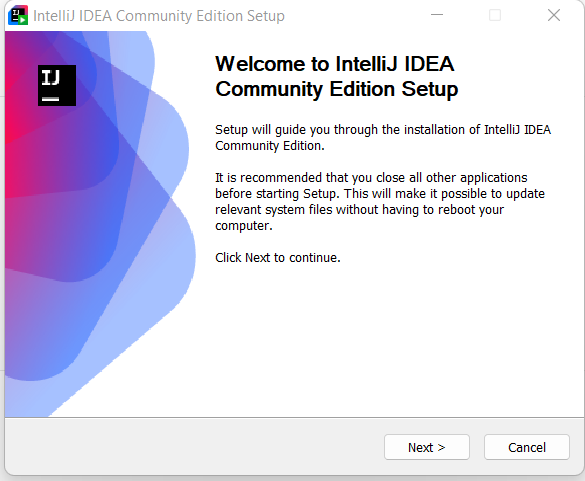 IntelliJ IDEA Community Edition Setup
IJ
Welcome to IntelliJ IDEA
Community Edition Setup
Setup will guide you through the installation of IntelliJ IDEA
Community Edition.
It is recommended that you close all other applications
before starting Setup. This will make it possible to update
relevant system files without having to reboot your
computer.
Click Next to continue.
Next >
Cancel